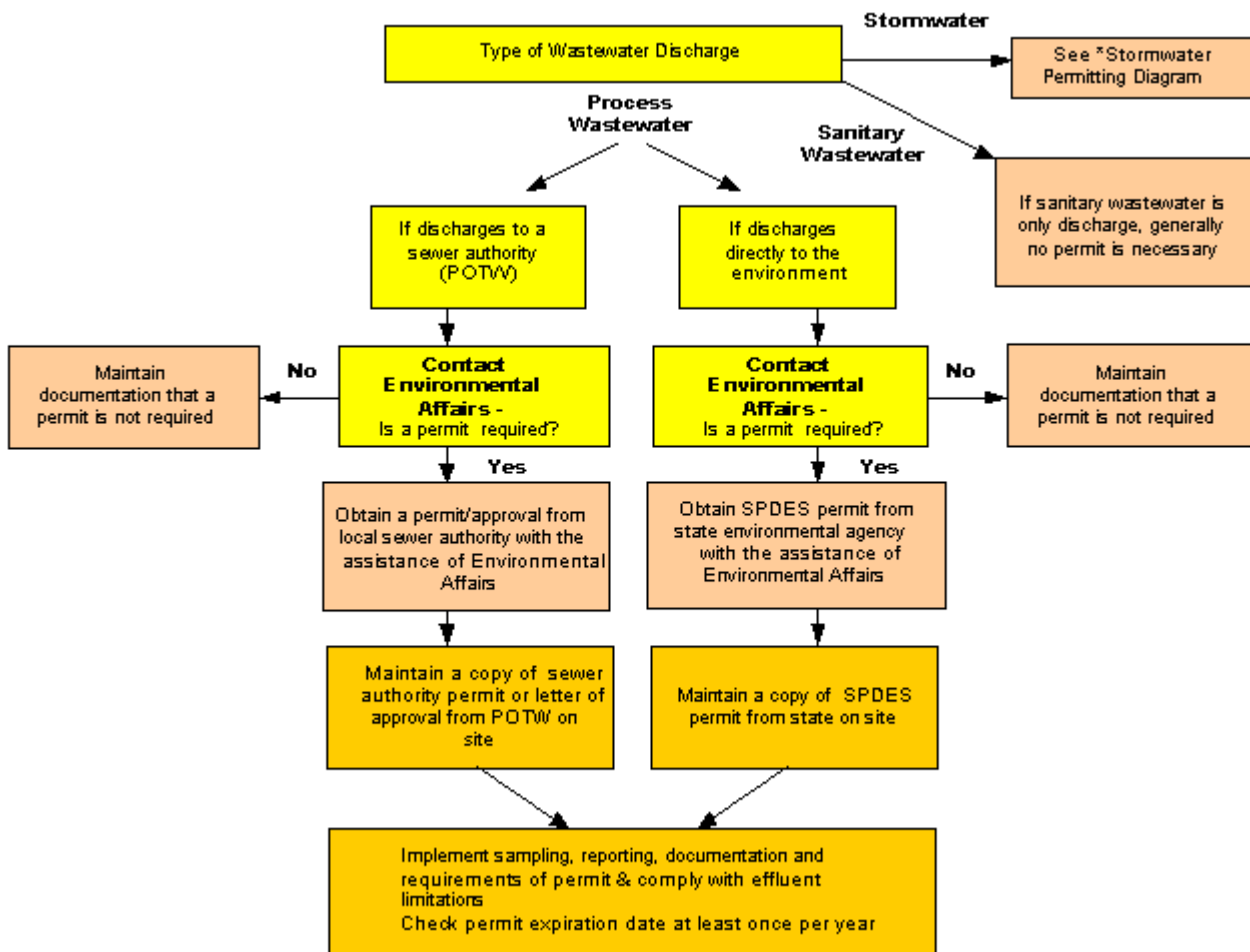 Stormwater
Type of Wastewater Discharge
See *Stormwater
Permitting Diagram
Process
Wastewater
Sanitary
Wastewater
If discharges to a
sewer authority
(POTW)
If discharges
directly to the
environment
If sanitary wastewater is
only discharge, generally
no permit is necessary
Maintain
documentation that a
permit is not required
No
Contact
Environmental
Affairs -
Is a permit required?
Contact
Environmental
Affairs -
Is a permit required?
No
Maintain
documentation that a
permit is not required
Yes
Yes
Obtain a permit/approval from
local sewer authority with the
assistance of Environmental
Affairs
Obtain SPDES permit from
state environmental agency
with the assistance of
Environmental Affairs
Maintain a copy of sewer
authority permit or letter of
approval from POTW on
site
Maintain a copy of SPDES
permit from state on site
Implement sampling, reporting, documentation and
requirements of permit & comply with effluent
limitations
Check permit expiration date at least once per year